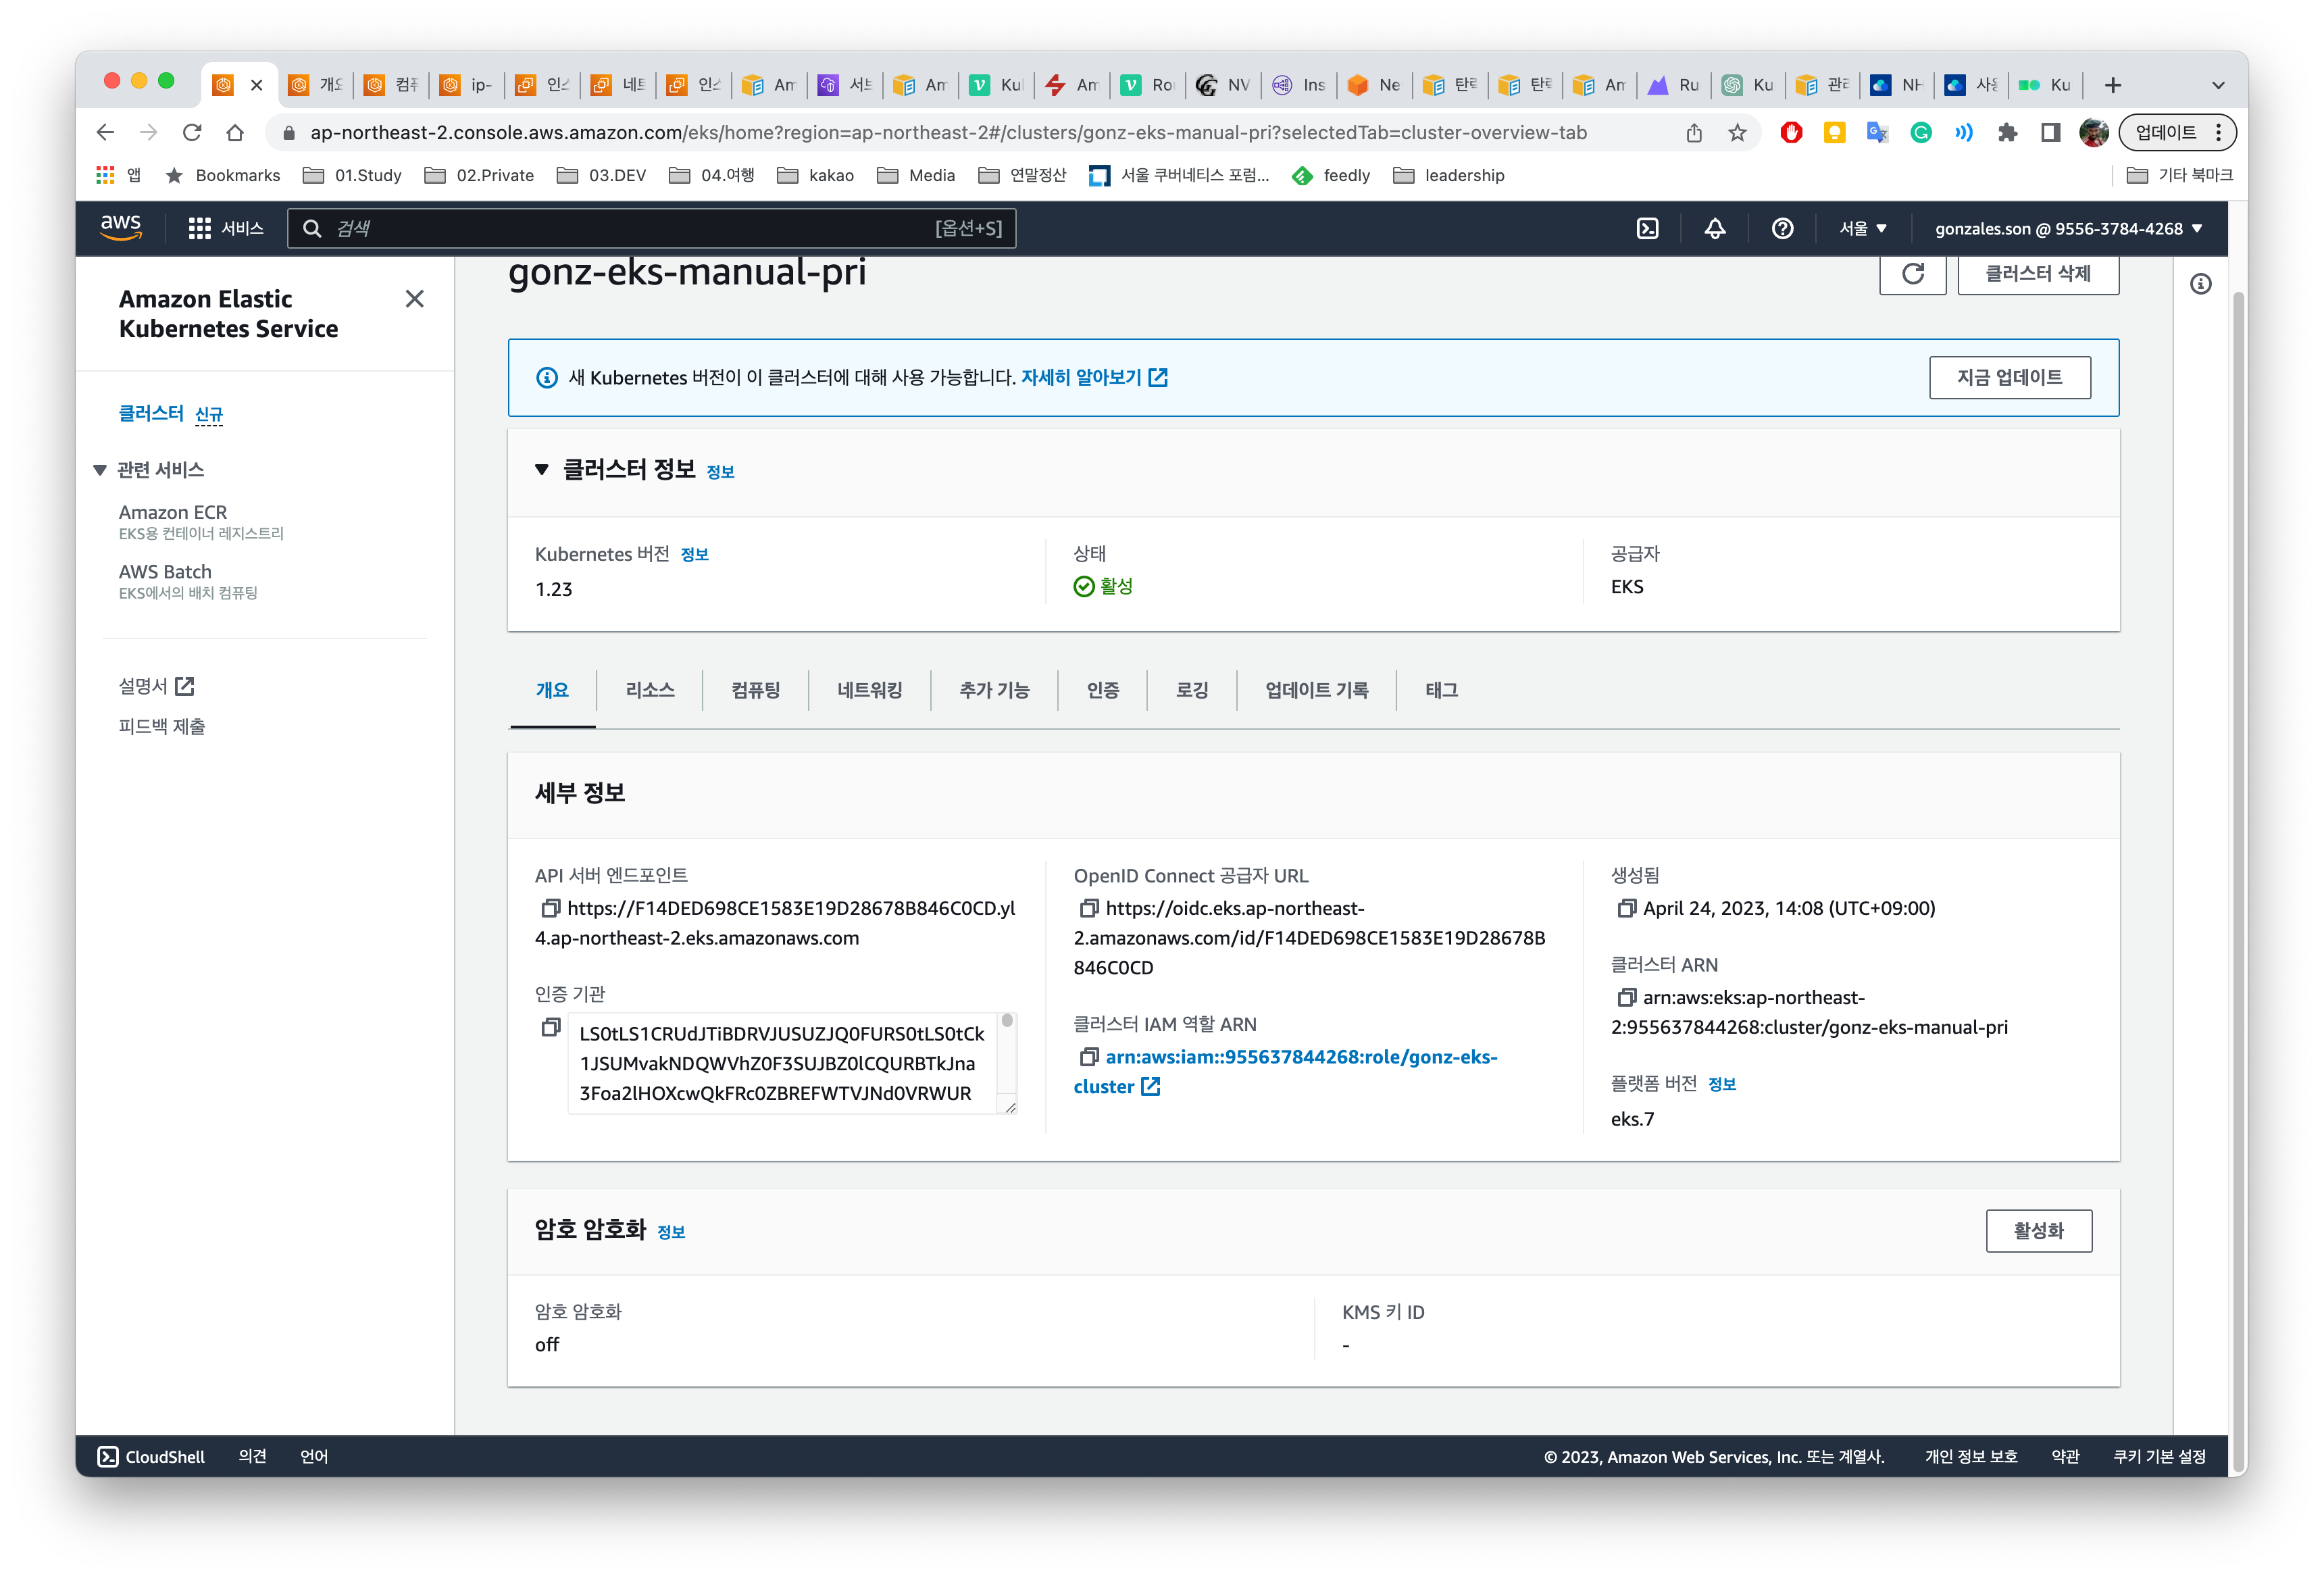 개요
컴퓨
ip-
인스
네트
인스
Am
서브
Am
Kul
Am
Ro
NV
Ins
Ne
탄력
탄력
Am
Ru
Ku
관리
NH
사용
Ku
ap-northeast-2.console.aws.amazon.com/eks/home?region=ap-northeast-2#/clusters/gonz-eks-manual-pri?selectedTab=cluster-overview-tab
업데이트
앱
Bookmarks
01.Study
02.Private
03.DEV
04.여행
kakao
Media
연말정산
서울 쿠버네티스 포럼...
feedly
leadership
기타 북마크
aws
서비스
검색
[옵션+S]
서울
gonzales.son @ 9556-3784-4268
Amazon Elastic
Kubernetes Service
클러스터 신규
관련 서비스
Amazon ECR
EKS용 컨테이너 레지스트리
AWS Batch
EKS에서의 배치 컴퓨팅
설명서
피드백 제출
gonz-eks-manual-pri
클러스터 삭제
새 Kubernetes 버전이 이 클러스터에 대해 사용 가능합니다. 자세히 알아보기
지금 업데이트
클러스터 정보 정보
Kubernetes 버전 정보
1.23
상태
활성
공급자
EKS
개요
리소스
컴퓨팅
네트워킹
추가 기능
인증
로깅
업데이트 기록
태그
세부 정보
API 서버 엔드포인트
https://F14DED698CE1583E19D28678B846C0CD.yl
4.ap-northeast-2.eks.amazonaws.com
인증 기관
LS0tLS1CRUdJTiBDRVJUSUZJQ0FURS0tLS0tCk
1JSUMvakNDQWVhZ0F3SUJBZ0lCQURBTkJna
3Foa2lHOXcwQkFRc0ZBREFWTVJNd0VRWUR
OpenID Connect 공급자 URL
https://oidc.eks.ap-northeast-
2.amazonaws.com/id/F14DED698CE1583E19D28678B
846C0CD
클러스터 IAM 역할 ARN
arn:aws:iam::955637844268:role/gonz-eks-
cluster
생성됨
April 24, 2023, 14:08 (UTC+09:00)
클러스터 ARN
arn:aws:eks:ap-northeast-
2:955637844268:cluster/gonz-eks-manual-pri
플랫폼 버전 정보
eks.7
암호 암호화 정보
활성화
암호 암호화
off
KMS 키 ID
-
CloudShell
의견
언어
© 2023, Amazon Web Services, Inc. 또는 계열사.
개인 정보 보호
약관
쿠키 기본 설정